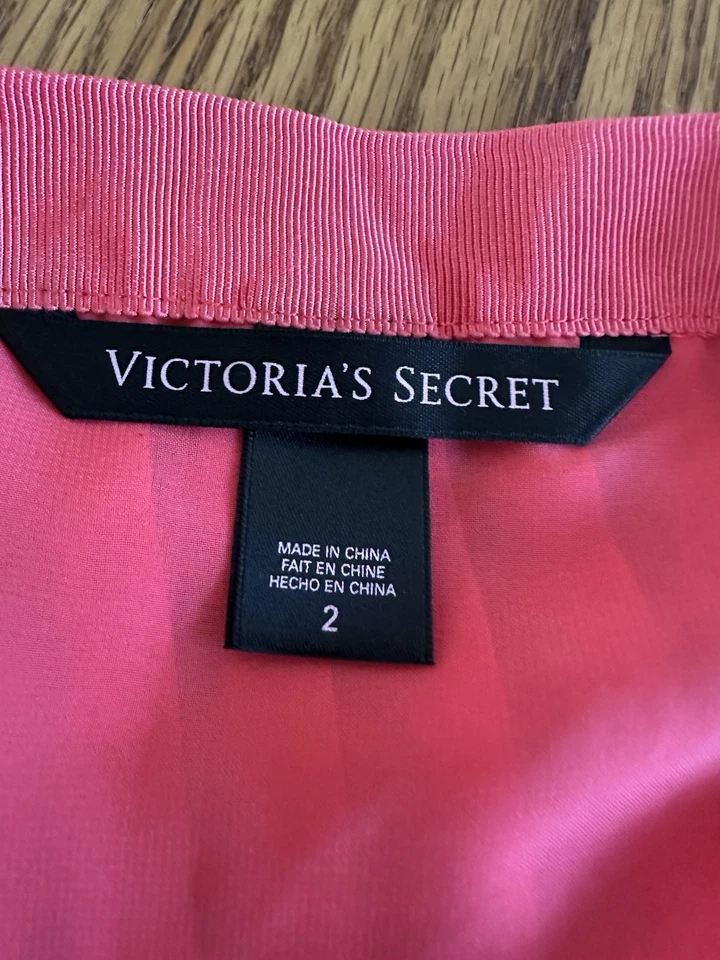 VICTORIA'S SECRET
MADE IN CHINA
FAIT EN CHINE
HECHO EN CHINA
2